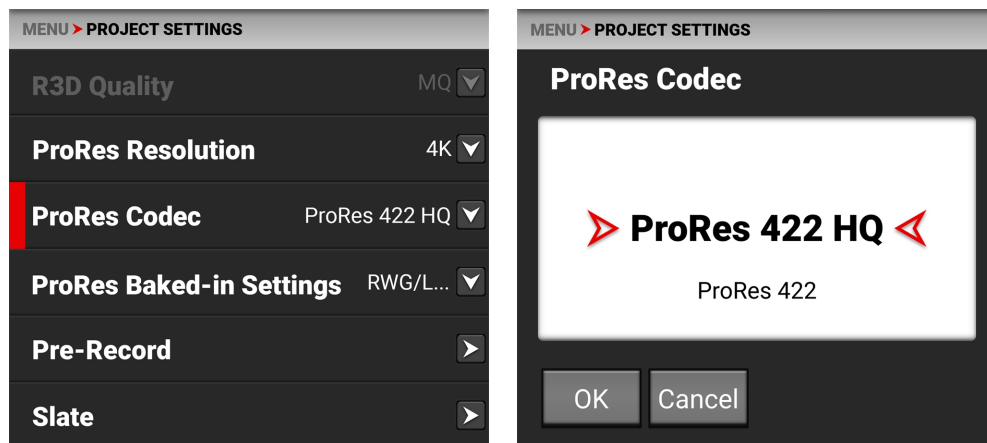 MENU > PROJECT SETTINGS
R3D Quality MQ
ProRes Resolution 4K
ProRes Codec ProRes 422 HQ
ProRes Baked-in Settings RWG/L...
Pre-Record
Slate
MENU > PROJECT SETTINGS
ProRes Codec
ProRes 422 HQ
ProRes 422
OK Cancel